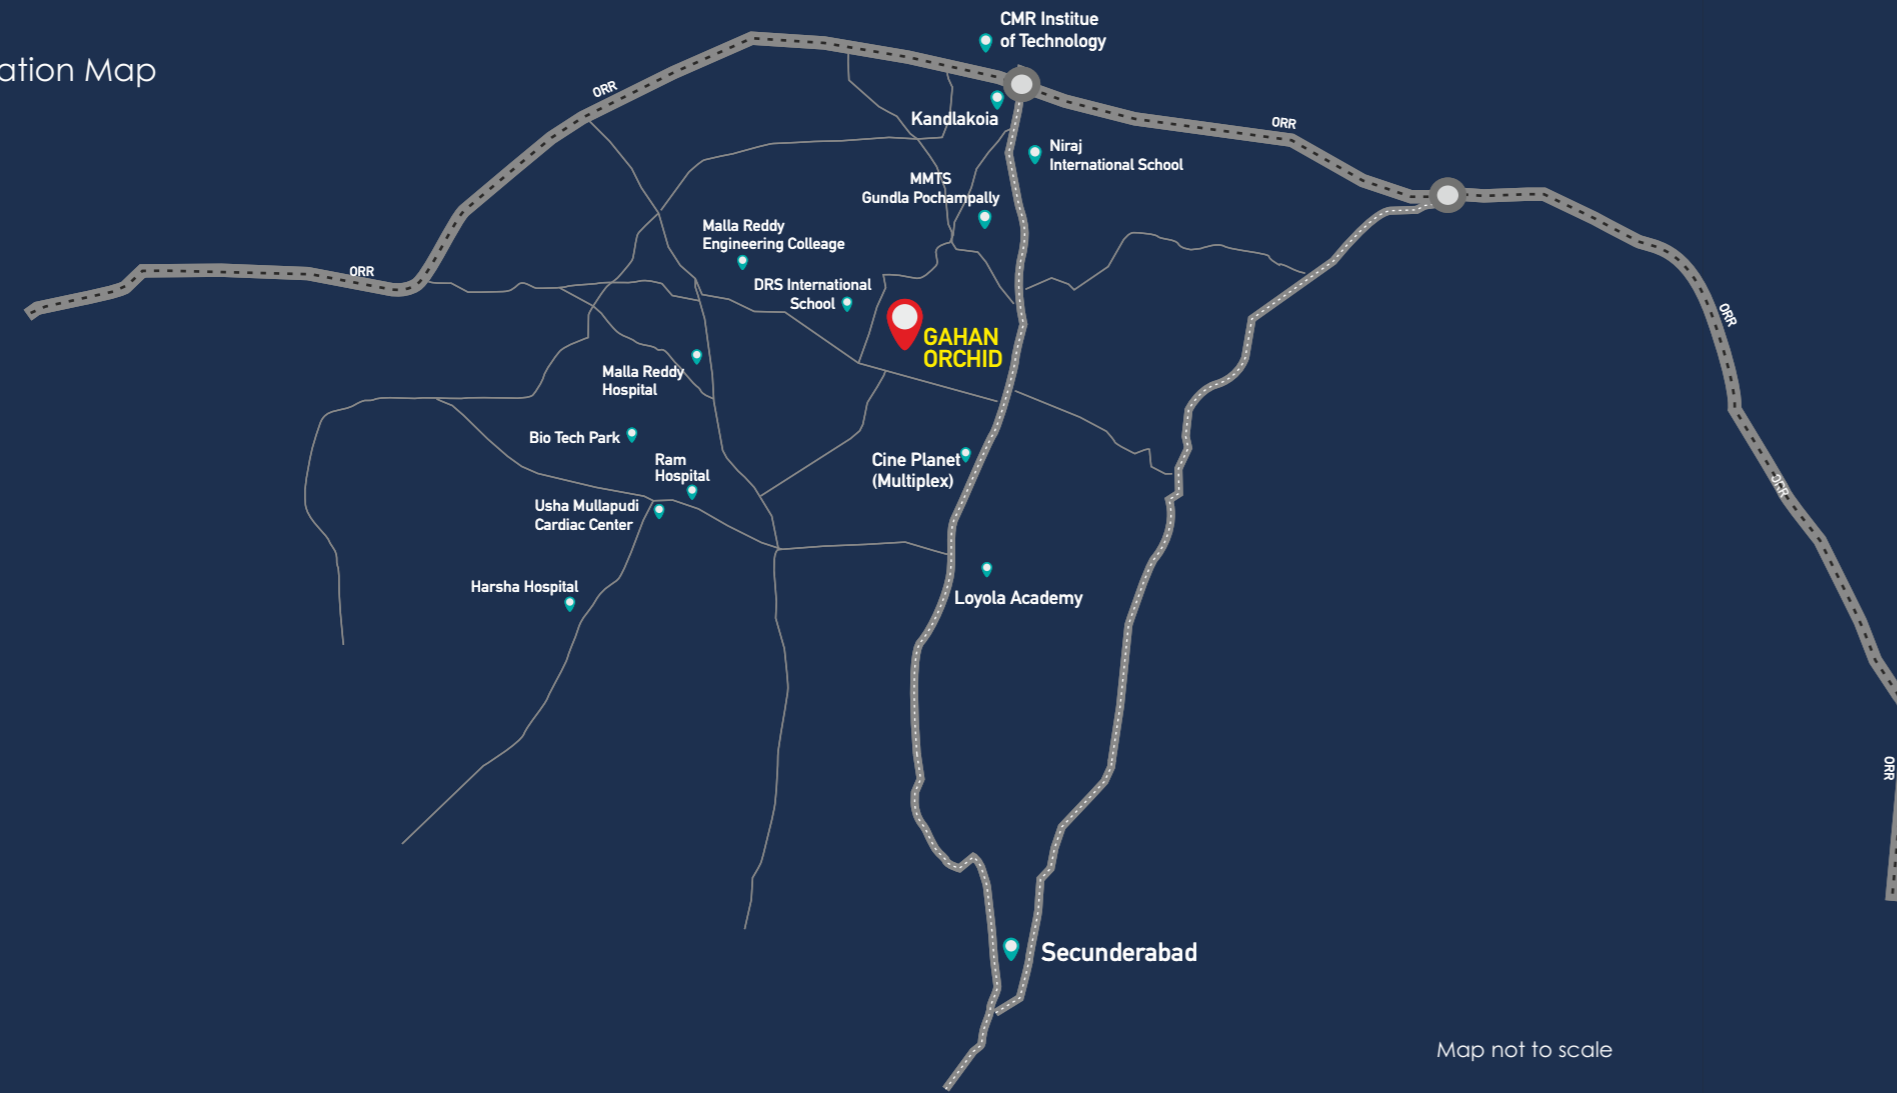 CMR Institue
of Technology
ation Map
ORR
Kandlakoia
ORR
Niraj
International School
MMTS
Gundla Pochampally
Malla Reddy
Engineering Colleage
ORR
DRS International
School
ORR
GAHAN
ORCHID
Malla Reddy
Hospital
Bio Tech Park
Ram
Hospital
Cine Planet
(Multiplex)
ORR
Usha Mullapudi
Cardiac Center
Harsha Hospital
Loyola Academy
ORR
Secunderabad
Map not to scale